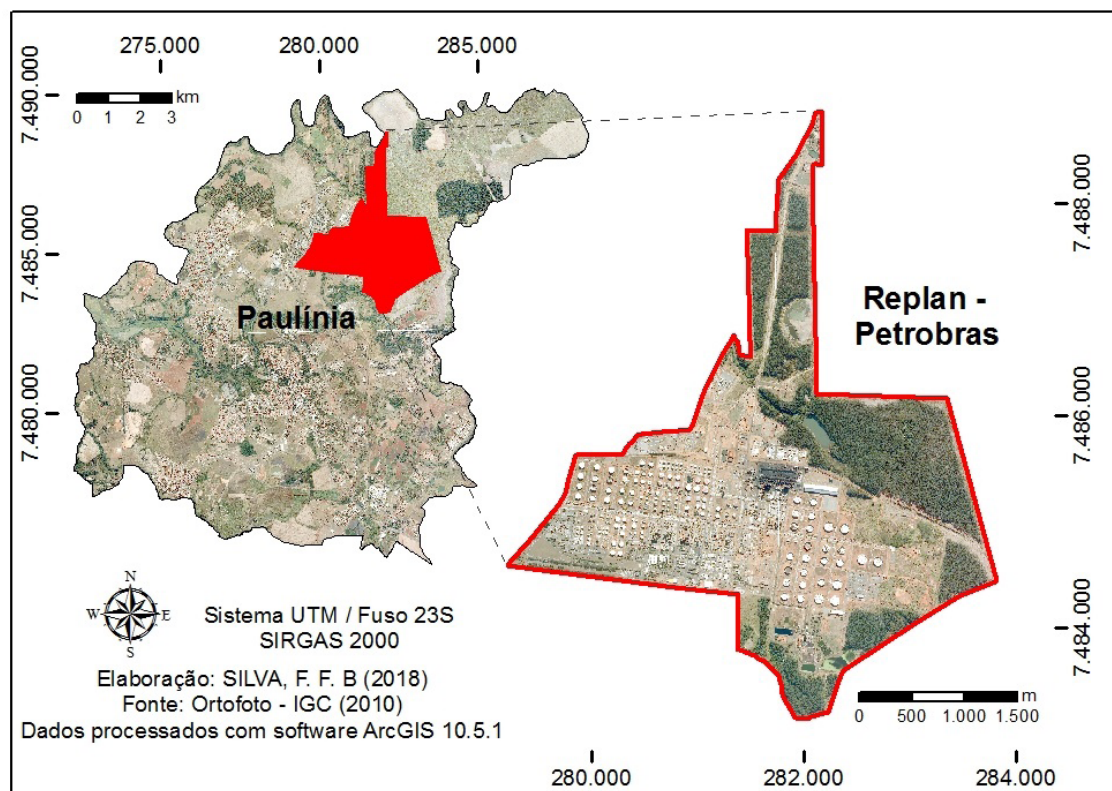 275.000 280.000 285.000
7.490.000
7.485.000
7.480.000
km
0 1 2 3
Paulínia
Replan -
Petrobras
7.488.000
7.486.000
7.484.000
N
W E
S
Sistema UTM / Fuso 23S
SIRGAS 2000
Elaboração: SILVA, F. F. B (2018)
Fonte: Ortofoto - IGC (2010)
Dados processados com software ArcGIS 10.5.1
m
0 500 1.000 1.500
280.000 282.000 284.000